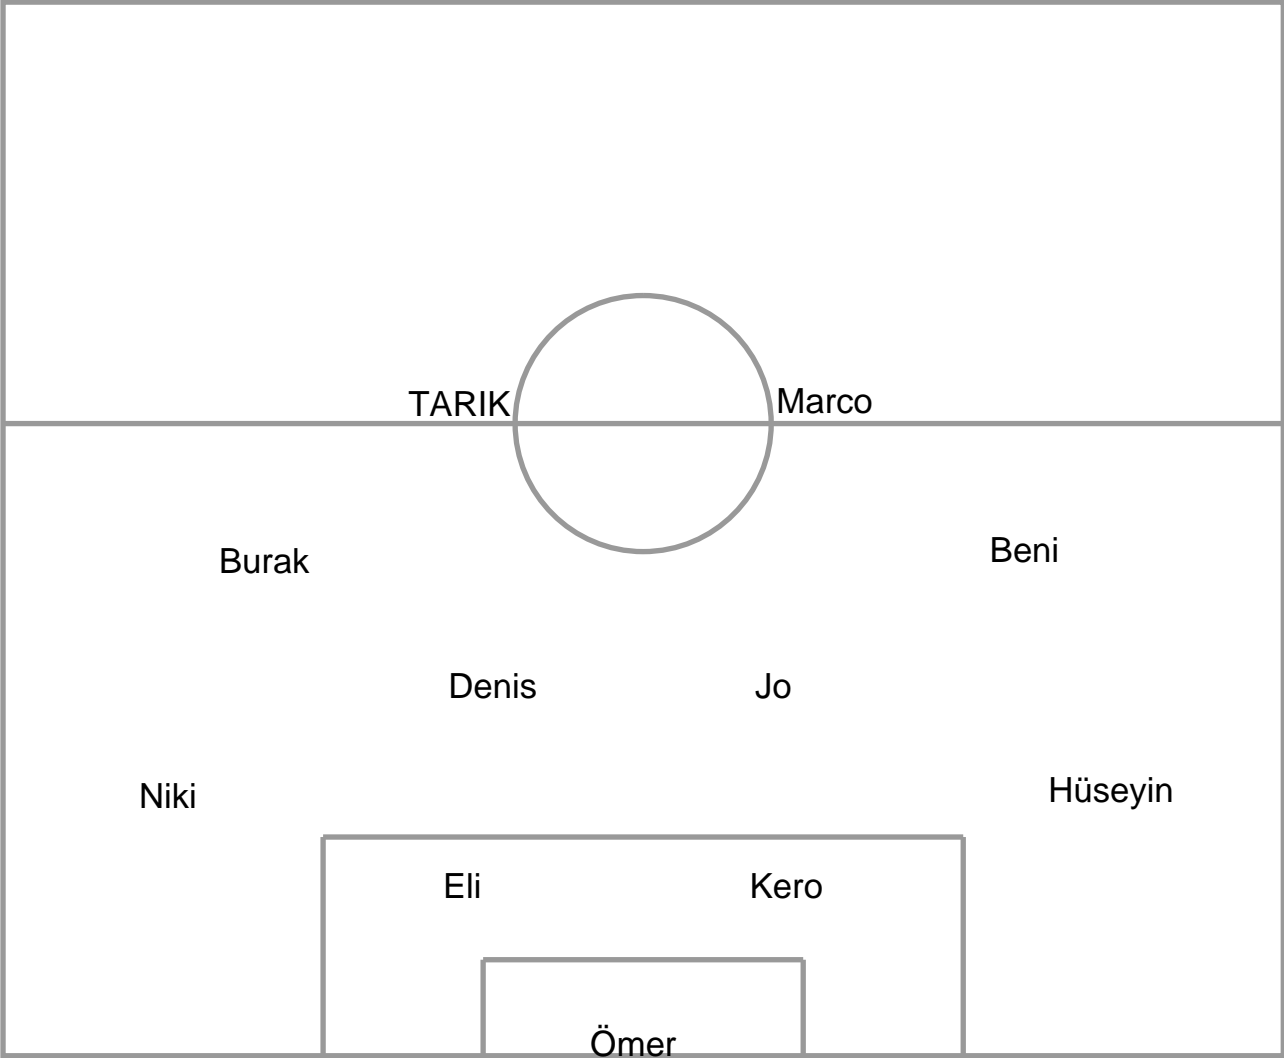 TARIK Marco
Burak Beni
Denis Jo
Niki Hüseyin
Eli Kero
Ömer